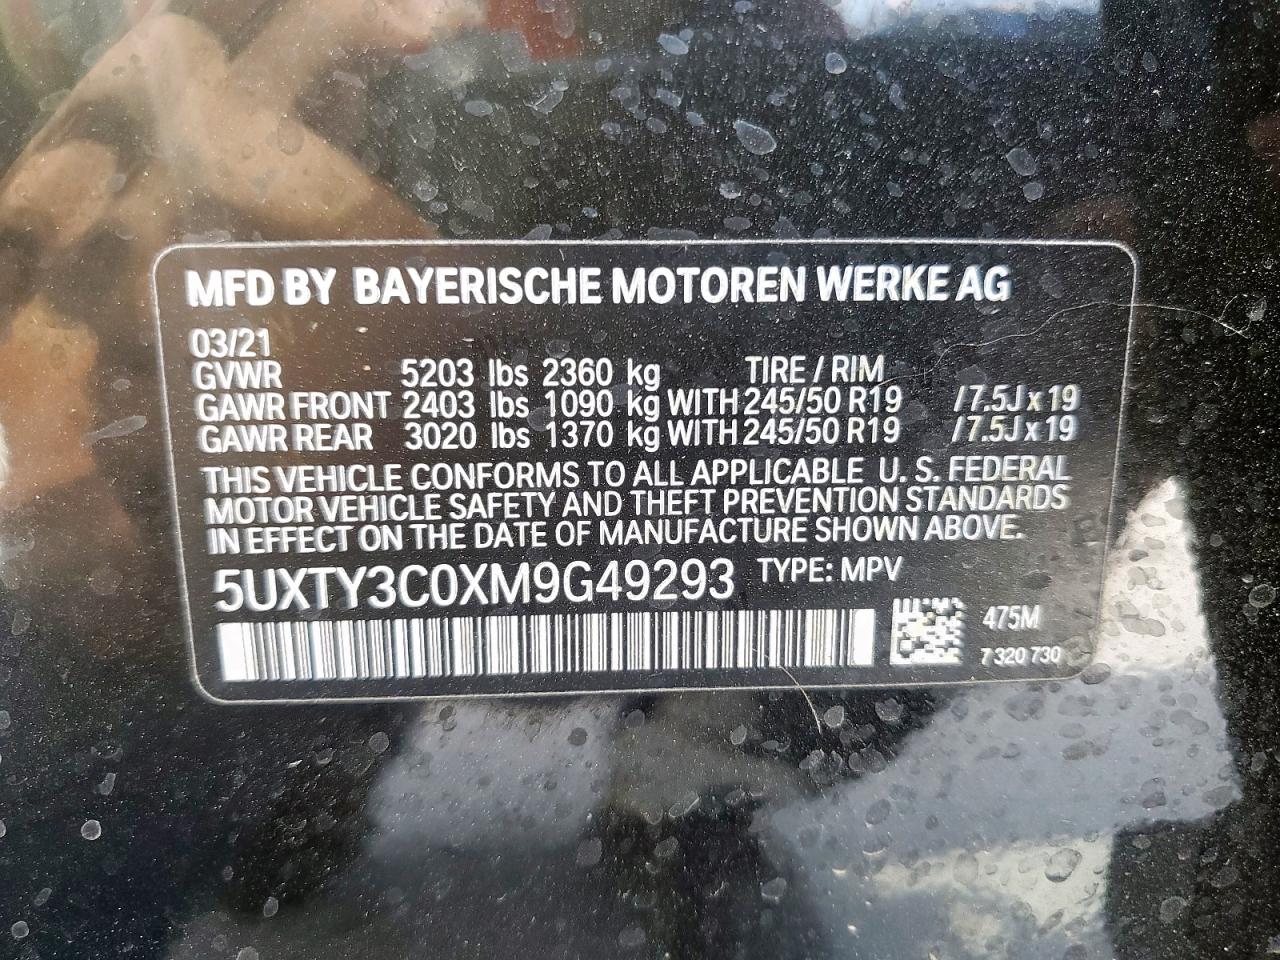 MFD BY BAYERISCHE MOTOREN WERKE AG
03/21
GVWR 5203 lbs 2360 kg TIRE / RIM
GAWR FRONT 2403 lbs 1090 kg WITH 245/50 R19 /7.5J x 19
GAWR REAR 3020 lbs 1370 kg WITH 245/50 R19 /7.5J x 19
THIS VEHICLE CONFORMS TO ALL APPLICABLE U. S. FEDERAL
MOTOR VEHICLE SAFETY AND THEFT PREVENTION STANDARDS
IN EFFECT ON THE DATE OF MANUFACTURE SHOWN ABOVE.
5UXTY3C0XM9G49293 TYPE: MPV
475M
7 320 730